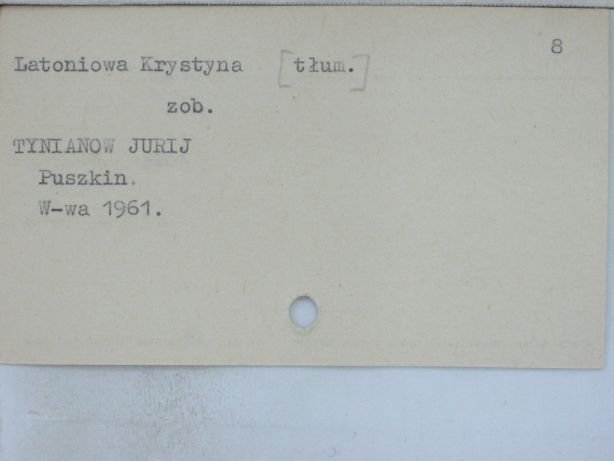 8
Latoniowa Krystyna [tłum.]
zob.
TYNIANOW JURIJ
Puszkin.
W-wa 1961.